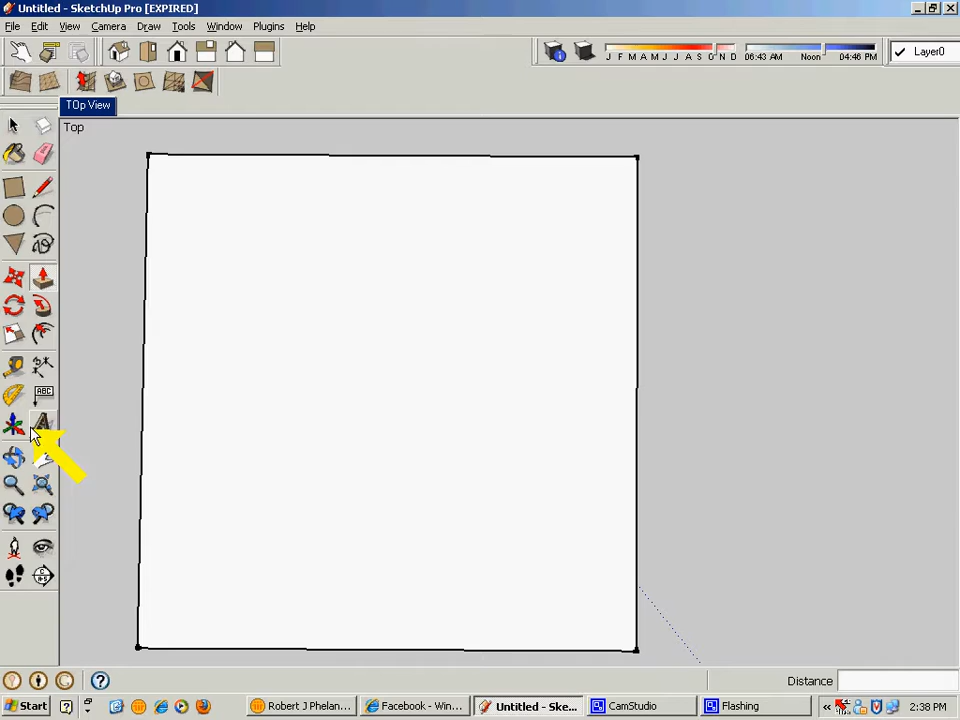 Untitled - SketchUp Pro [EXPIRED]
File Edit View Camera Draw Tools Window Plugins Help
J F M A M J J A S O N D 06:43 AM Noon 04:46 PM Layer0
TOp View
Top
ABC
Distance
Start Robert J Phelan... Facebook - Win... Untitled - Ske... CamStudio Flashing 2:38 PM